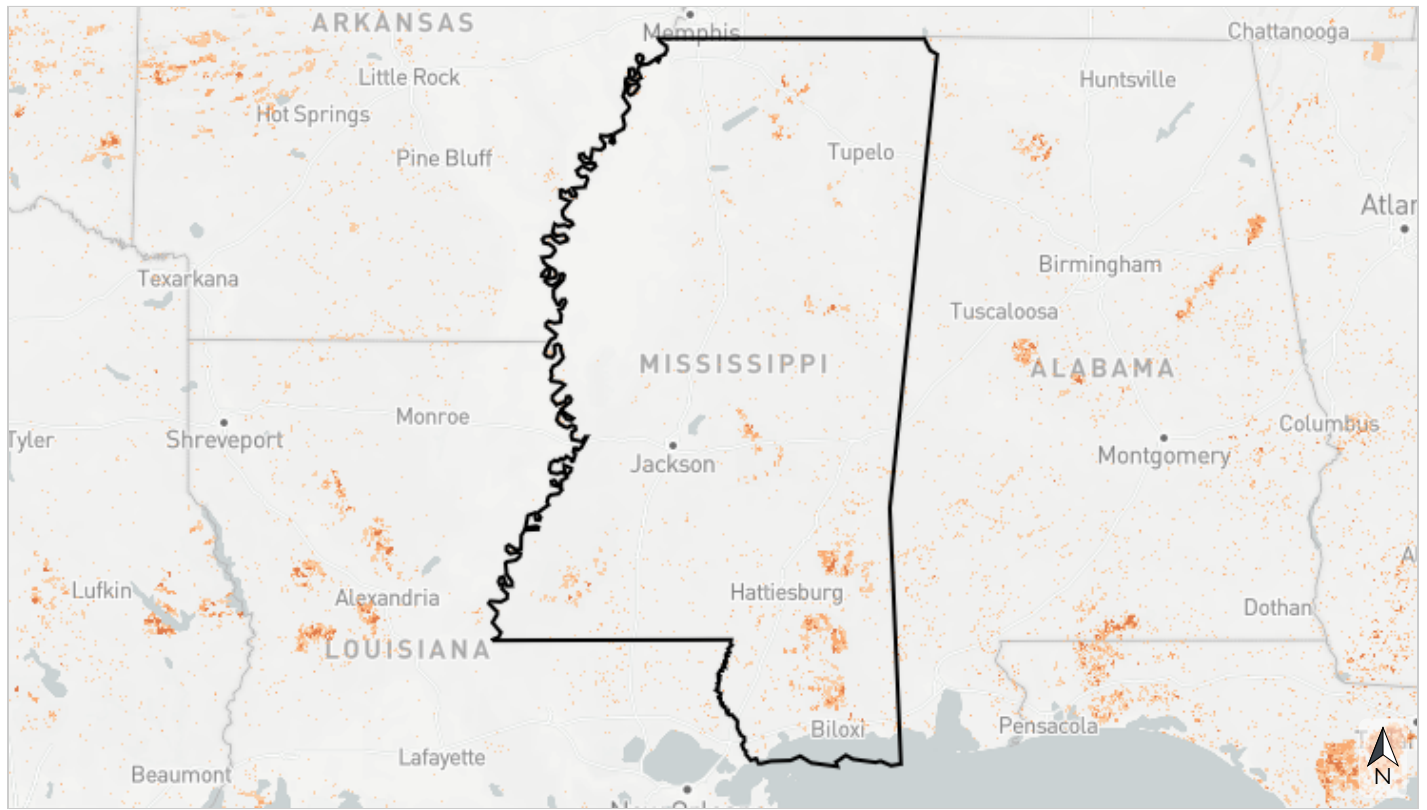 ARKANSAS
Memphis
Chattanooga
Little Rock
Huntsville
Hot Springs
Pine Bluff
Tupelo
Atlan
Birmingham
Texarkana
Tuscaloosa
MISSISSIPPI
ALABAMA
Monroe
Columbus
Tyler
Shreveport
Jackson
Montgomery
Lufkin
Hattiesburg
Alexandria
Dothan
LOUISIANA
Biloxi
Pensacola
Lafayette
Beaumont
N